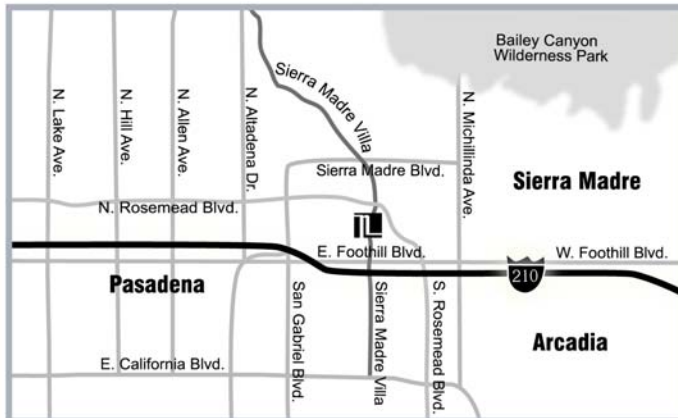 Bailey Canyon
Wilderness Park
N. Lake Ave.
N. Hill Ave.
N. Allen Ave.
N. Altadena Dr.
Sierra Madre Villa
N. Michillinda Ave.
Sierra Madre Blvd.
Sierra Madre
N. Rosemead Blvd.
E. Foothill Blvd.
W. Foothill Blvd.
210
Pasadena
San Gabriel Blvd.
Sierra Madre Villa
S. Rosemead Blvd.
Arcadia
E. California Blvd.